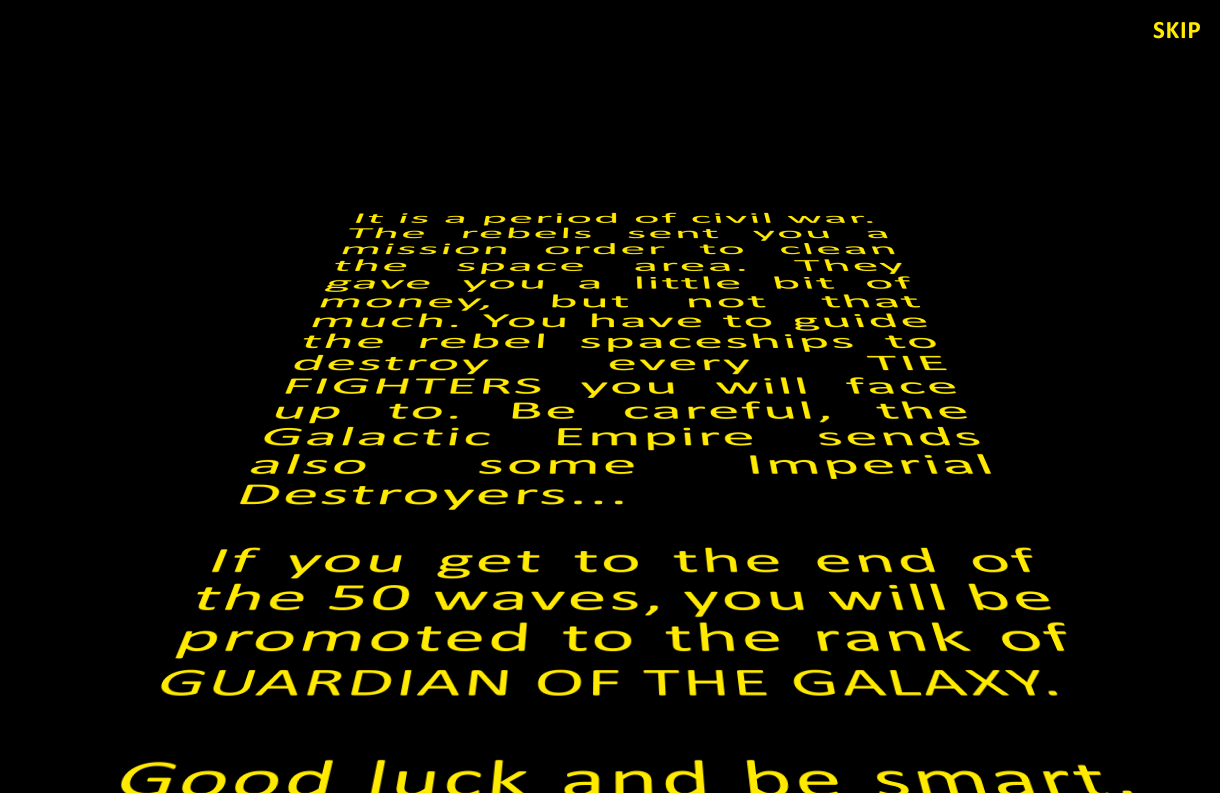 SKIP
It is a period of civil war.
The rebels sent you a
mission order to clean
the space area. They
gave you a little bit of
money, but not that
much. You have to guide
the rebel spaceships to
destroy every TIE
FIGHTERS you will face
up to. Be careful, the
Galactic Empire sends
also some Imperial
Destroyers...
If you get to the end of
the 50 waves, you will be
promoted to the rank of
GUARDIAN OF THE GALAXY.
Good luck and be smart.